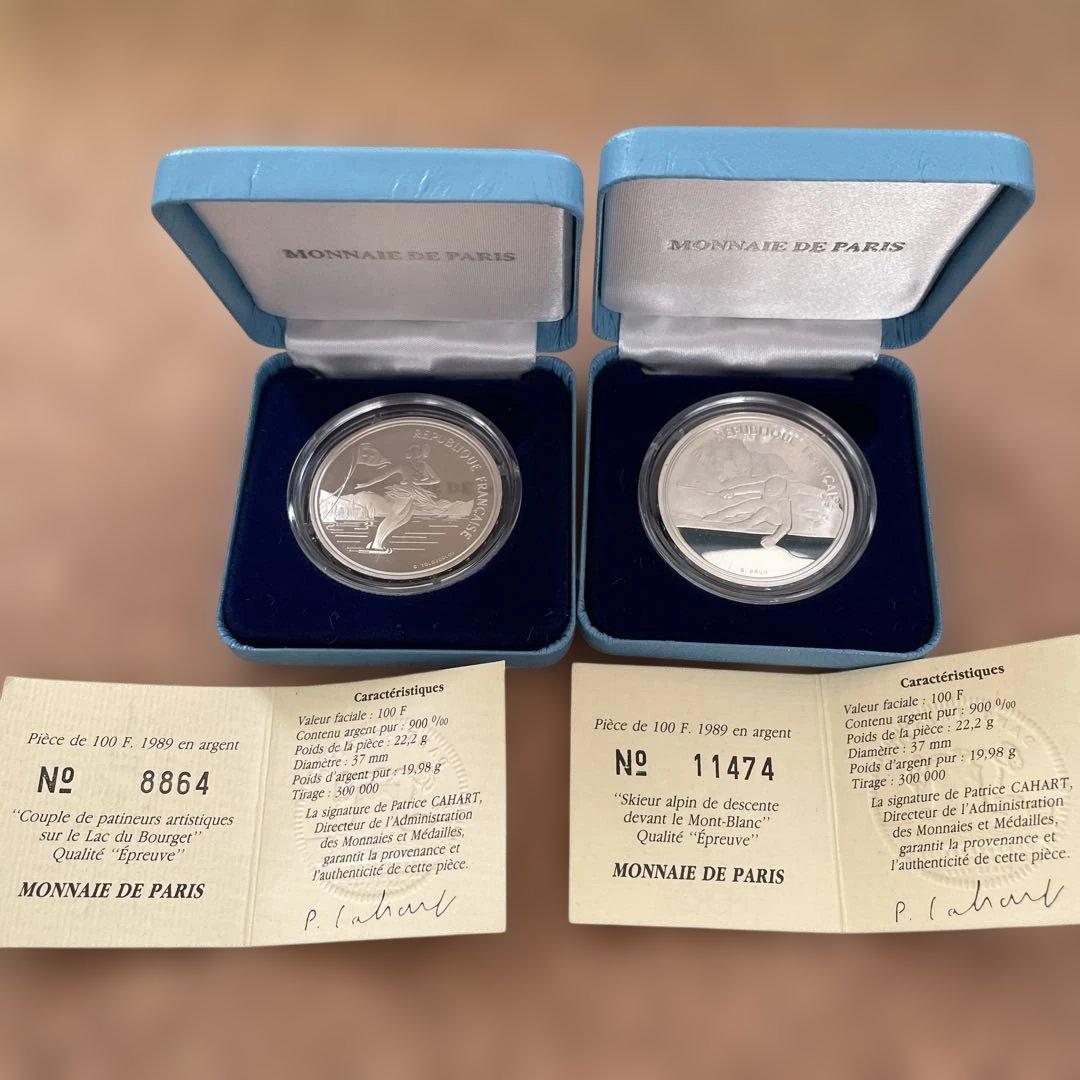 MONNAIE DE PARIS
MONNAIE DE PARIS
RÉPUBLIQUE FRANÇAISE
RÉPUBLIQUE FRANÇAISE
Pièce de 100 F. 1989 en argent
Nº 8864
"Couple de patineurs artistiques
sur le Lac du Bourget"
Qualité "Épreuve"
MONNAIE DE PARIS
Caractéristiques
Valeur faciale : 100 F
Contenu argent pur : 900 ⁰/₀₀
Poids de la pièce : 22,2 g
Diamètre : 37 mm
Poids d'argent pur : 19,98 g
Tirage : 300 000
La signature de Patrice CAHART,
Directeur de l'Administration
des Monnaies et Médailles,
garantit la provenance et
l'authenticité de cette pièce.
P. Cahart
Pièce de 100 F. 1989 en argent
Nº 11474
"Skieur alpin de descente
devant le Mont-Blanc"
Qualité "Épreuve"
MONNAIE DE PARIS
Caractéristiques
Valeur faciale : 100 F
Contenu argent pur : 900 ⁰/₀₀
Poids de la pièce : 22,2 g
Diamètre : 37 mm
Poids d'argent pur : 19,98 g
Tirage : 300 000
La signature de Patrice CAHART,
Directeur de l'Administration
des Monnaies et Médailles,
garantit la provenance et
l'authenticité de cette pièce.
P. Cahart